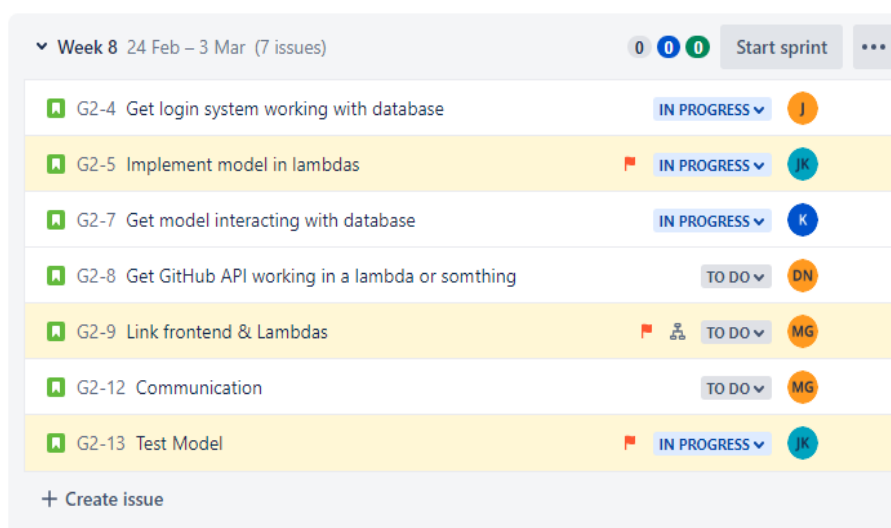 Week 8 24 Feb – 3 Mar (7 issues) 0 0 0 Start sprint
G2-4 Get login system working with database IN PROGRESS J
G2-5 Implement model in lambdas IN PROGRESS JK
G2-7 Get model interacting with database IN PROGRESS K
G2-8 Get GitHub API working in a lambda or somthing TO DO DN
G2-9 Link frontend & Lambdas TO DO MG
G2-12 Communication TO DO MG
G2-13 Test Model IN PROGRESS JK
+ Create issue